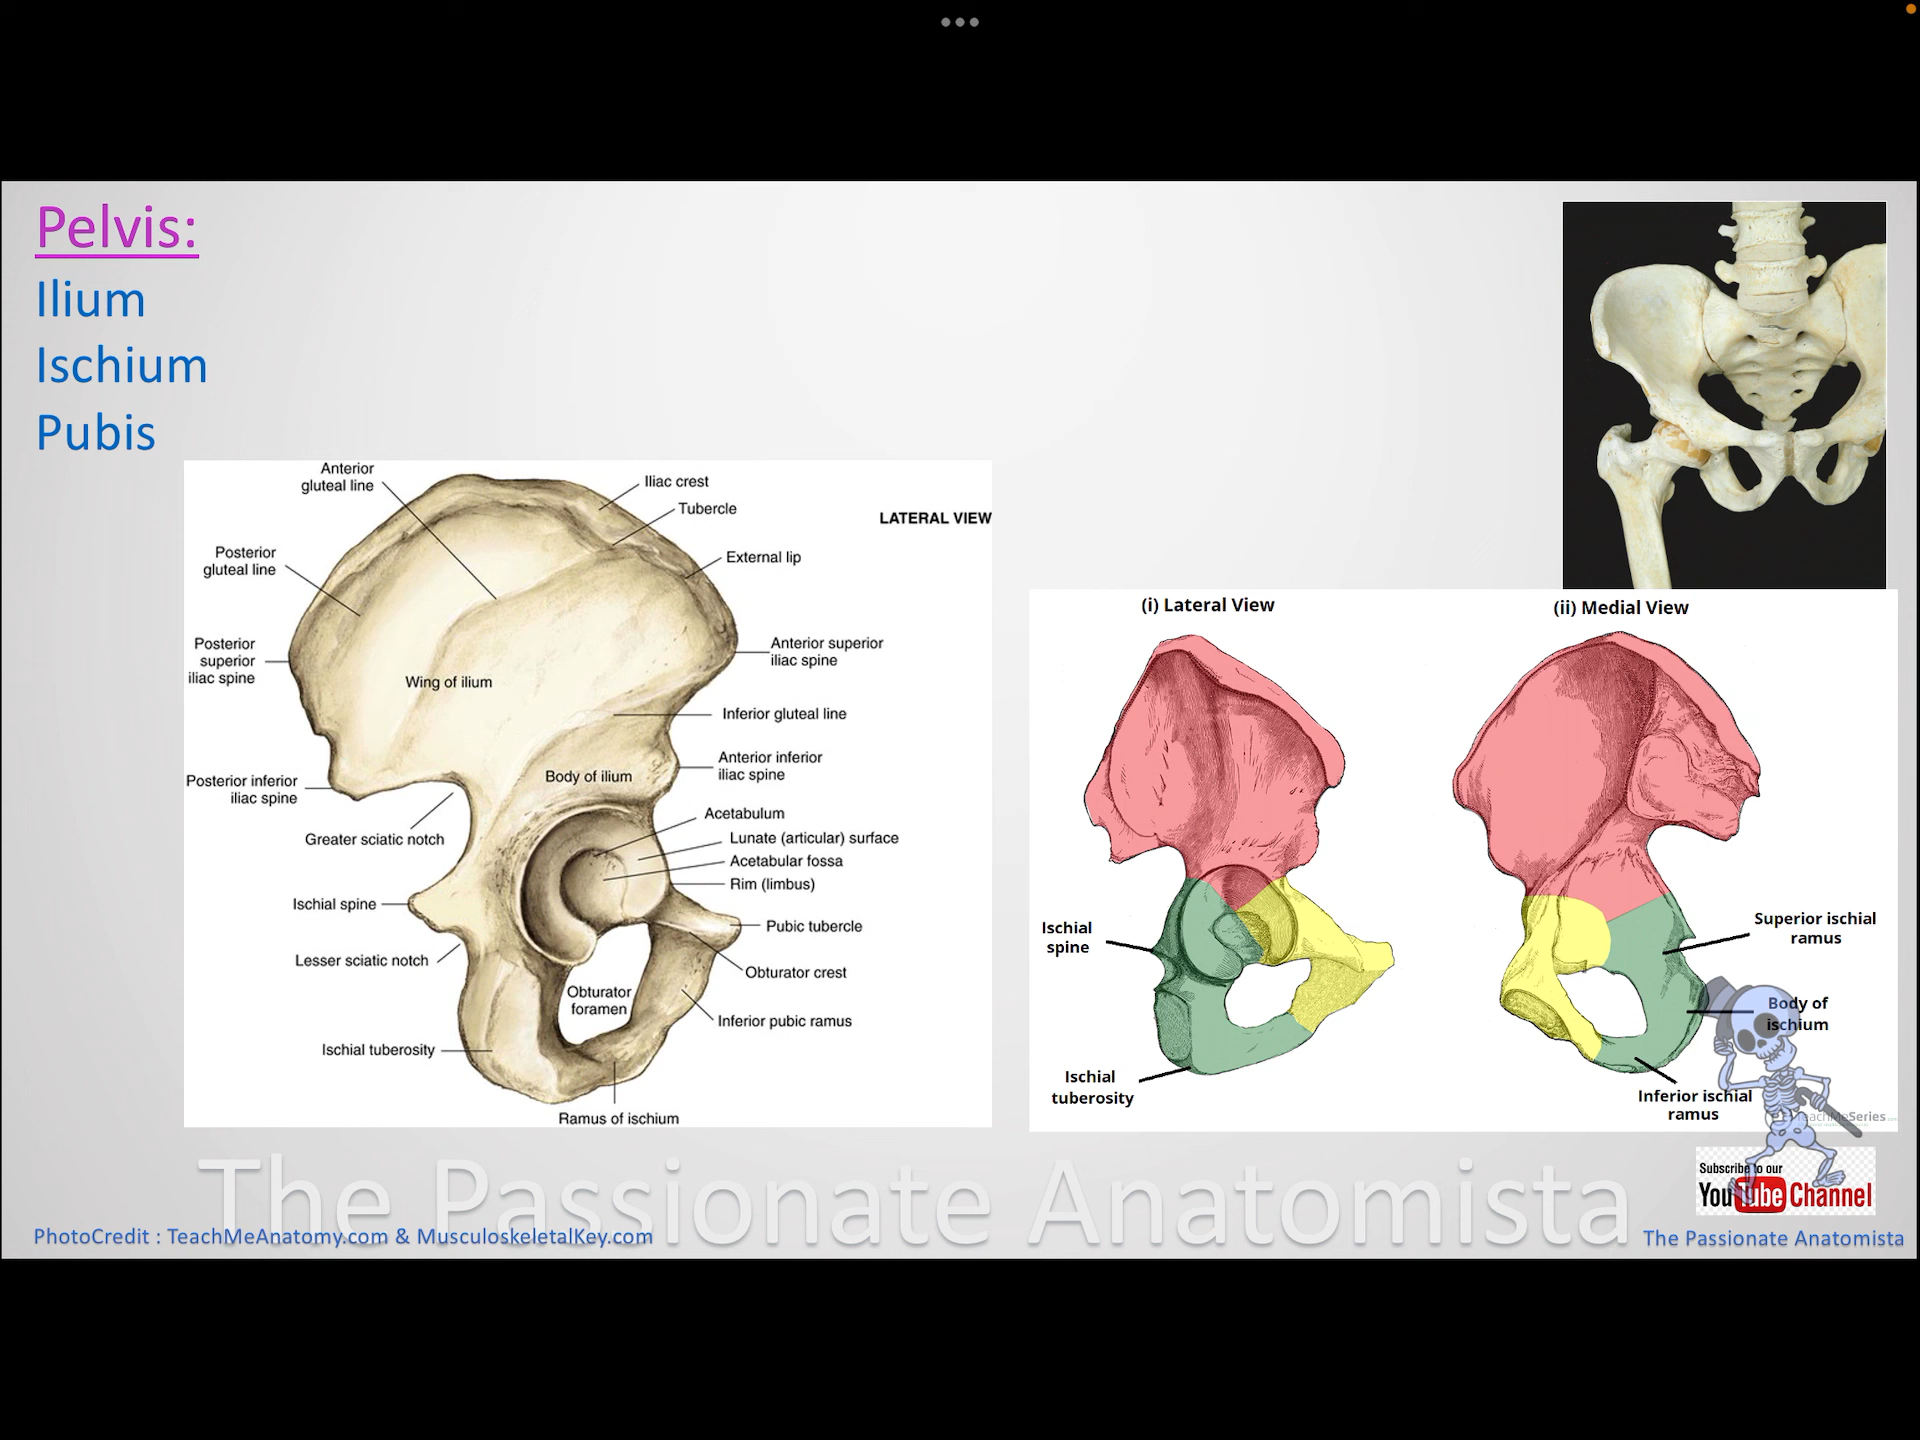 Pelvis:
Ilium
Ischium
Pubis
Anterior
gluteal line
Posterior
gluteal line
Posterior
superior
iliac spine
Posterior inferior
iliac spine
Greater sciatic notch
Ischial spine
Lesser sciatic notch
Ischial tuberosity
Wing of ilium
Body of ilium
Obturator
foramen
Ramus of ischium
LATERAL VIEW
Iliac crest
Tubercle
External lip
Anterior superior
iliac spine
Inferior gluteal line
Anterior inferior
iliac spine
Acetabulum
Lunate (articular) surface
Acetabular fossa
Rim (limbus)
Pubic tubercle
Obturator crest
Inferior pubic ramus
(i) Lateral View
Ischial
spine
Ischial
tuberosity
(ii) Medial View
Superior ischial
ramus
Body of
ischium
Inferior ischial
ramus
TeachMeSeries
The Passionate Anatomista
Subscribe to our
YouTube Channel
PhotoCredit : TeachMeAnatomy.com & MusculoskeletalKey.com
The Passionate Anatomista